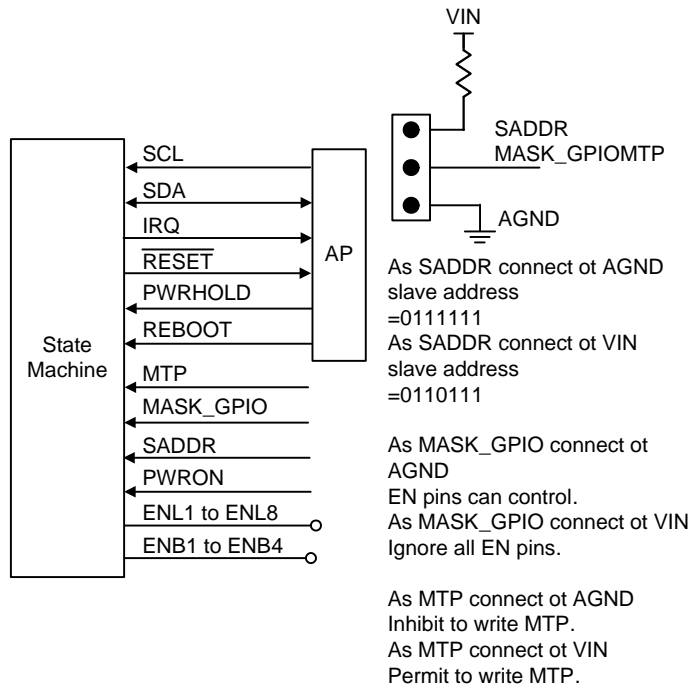 VIN
SADDR
MASK_GPIOMTP
AGND
SCL
SDA
IRQ
RESET
PWRHOLD
REBOOT
MTP
MASK_GPIO
SADDR
PWRON
ENL1 to ENL8
ENB1 to ENB4
State
Machine
AP
As SADDR connect ot AGND
slave address
=0111111
As SADDR connect ot VIN
slave address
=0110111
As MASK_GPIO connect ot
AGND
EN pins can control.
As MASK_GPIO connect ot VIN
Ignore all EN pins.
As MTP connect ot AGND
Inhibit to write MTP.
As MTP connect ot VIN
Permit to write MTP.